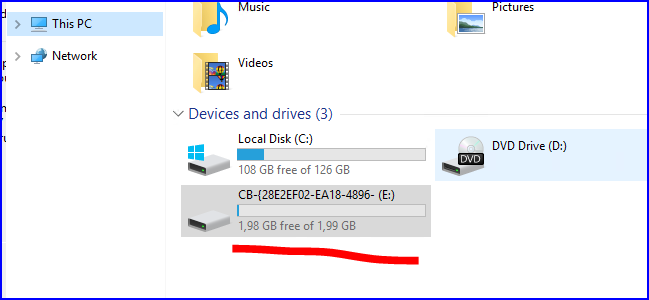 This PC
Network
Music
Pictures
Videos
Devices and drives (3)
Local Disk (C:)
108 GB free of 126 GB
DVD Drive (D:)
DVD
CB-{28E2EF02-EA18-4896- (E:)
1,98 GB free of 1,99 GB